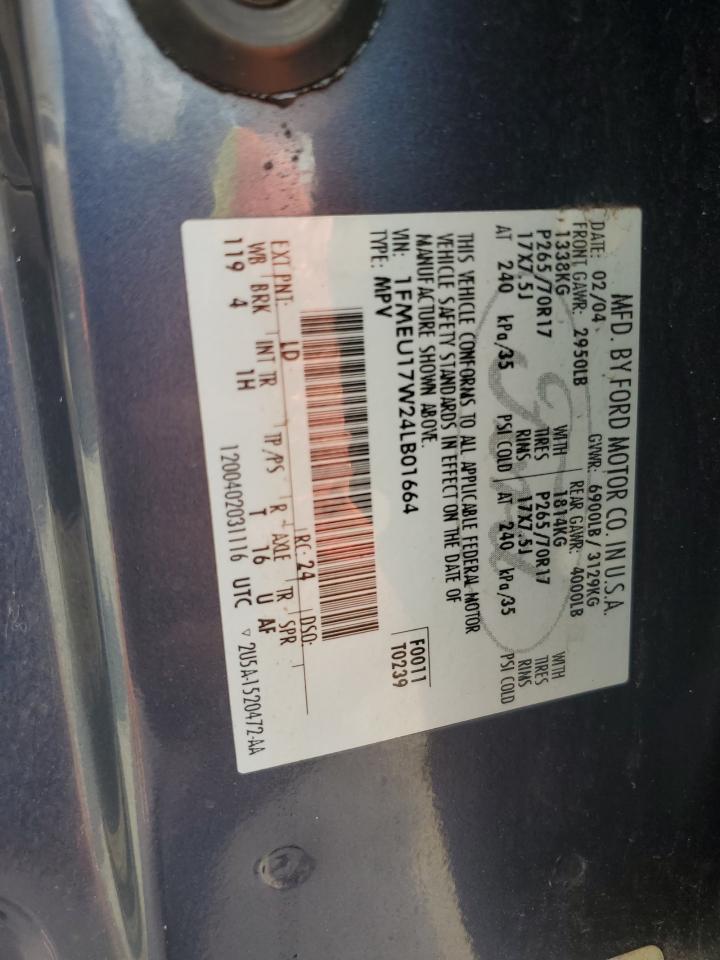 MFD. BY FORD MOTOR CO. IN U.S.A.
DATE: 02/04 GVWR: 6900LB / 3129KG
FRONT GAWR: 2950LB REAR GAWR: 4000LB
1338KG WITH 1814KG WITH
P265/70R17 TIRES P265/70R17 TIRES
17X7.5J RIMS 17X7.5J RIMS
AT 240 kPa/35 PSI COLD AT 240 kPa/35 PSI COLD
THIS VEHICLE CONFORMS TO ALL APPLICABLE FEDERAL MOTOR
VEHICLE SAFETY STANDARDS IN EFFECT ON THE DATE OF
MANUFACTURE SHOWN ABOVE.
VIN: 1FMEU17W24LB01664 F0011
TYPE: MPV T0239
EXT PNT: LD RC: 24 DSO:
WB BRK INT TR TP/PS R AXLE TR SPR
119 4 1H T 16 U AF
1200402031116 UTC ▽ 2U5A-1520472-AA